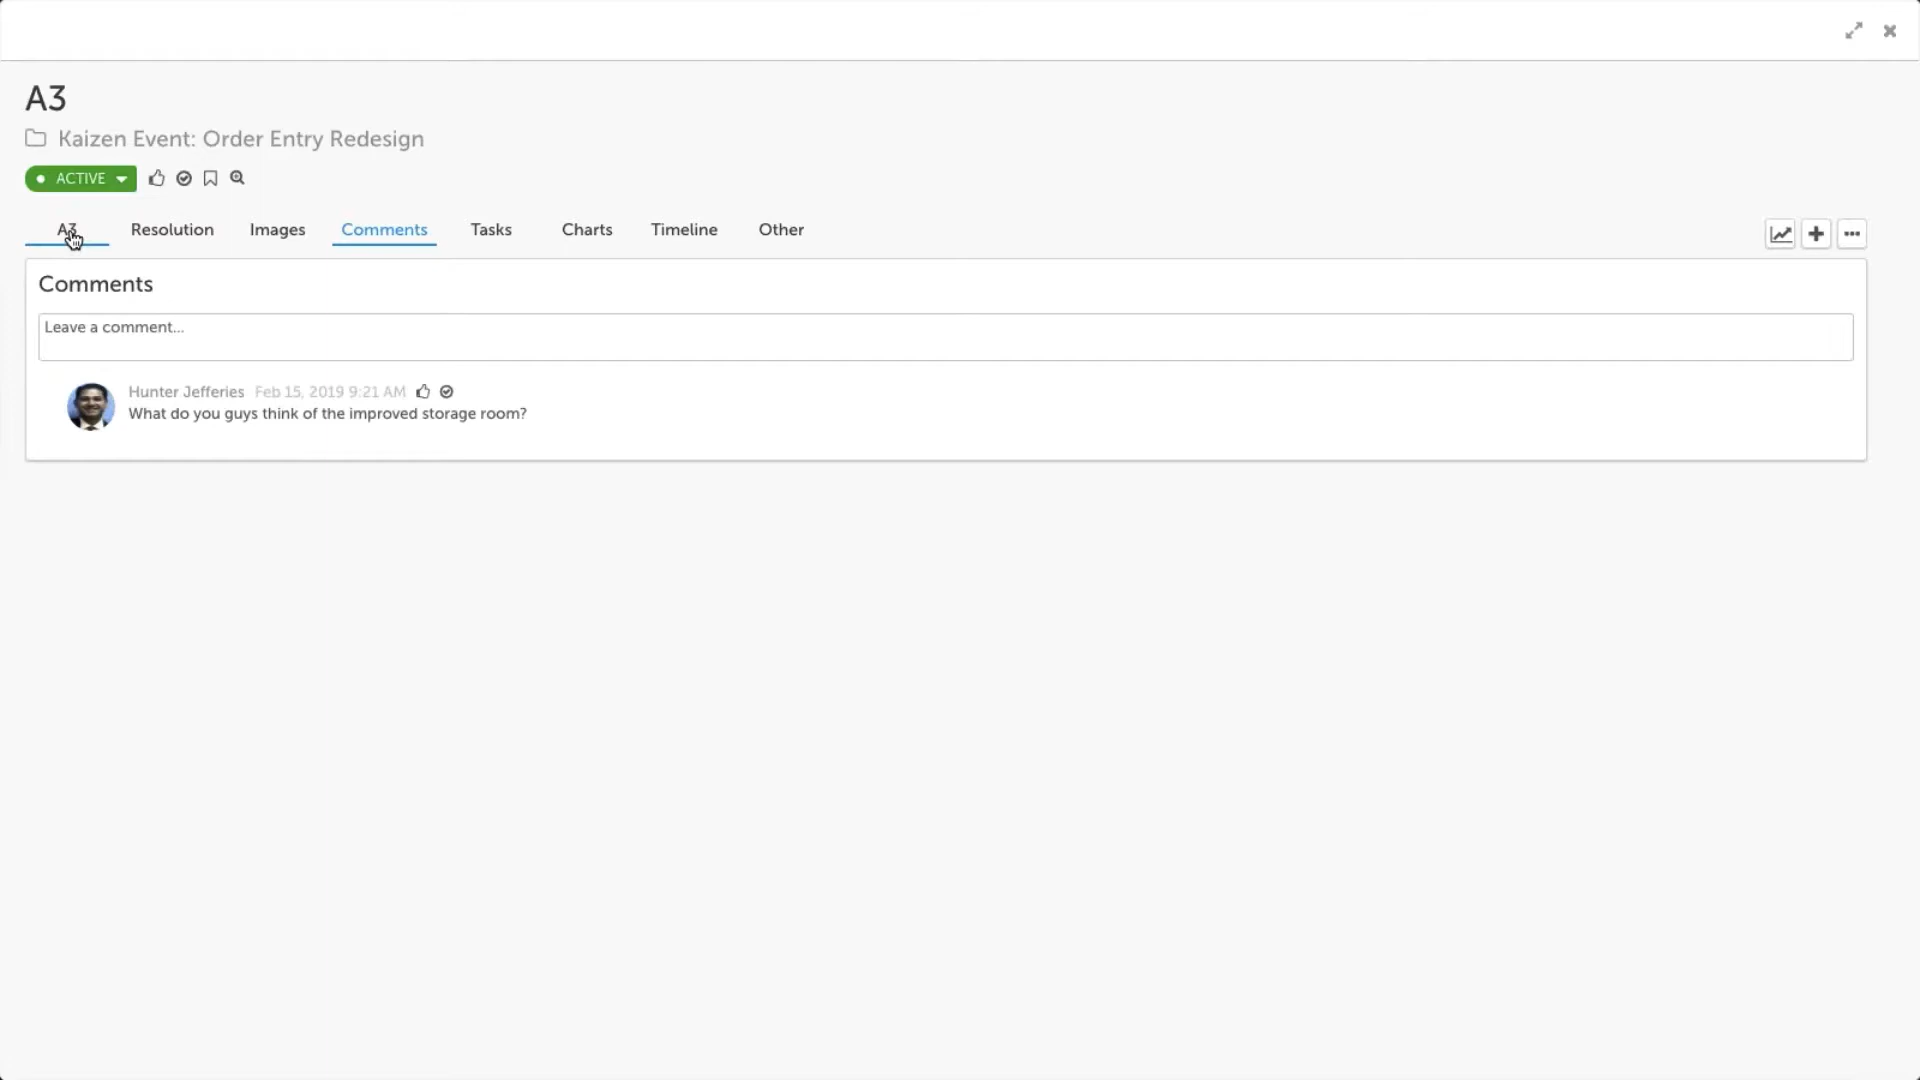 A3
Kaizen Event: Order Entry Redesign
ACTIVE
A3 Resolution Images Comments Tasks Charts Timeline Other
Comments
Leave a comment...
Hunter Jefferies Feb 15, 2019 9:21 AM
What do you guys think of the improved storage room?